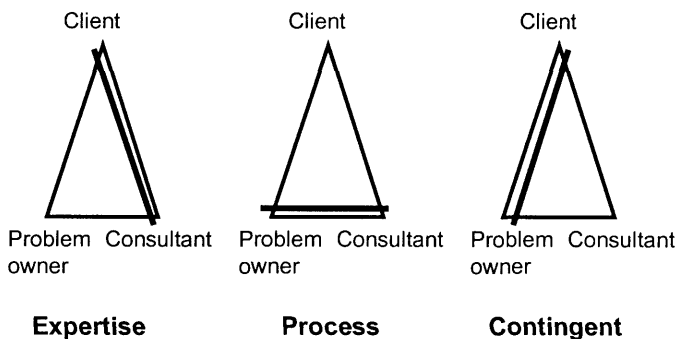 Client Client Client
Problem Consultant Problem Consultant Problem Consultant
owner owner owner
Expertise Process Contingent